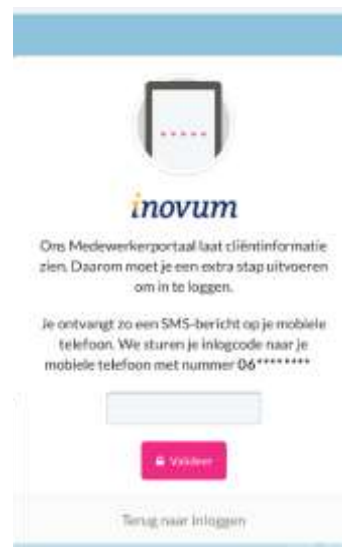 inovum
Ons Medewerkerportaal laat cliëntinformatie
zien. Daarom moet je een extra stap uitvoeren
om in te loggen.
Je ontvangt zo een SMS-bericht op je mobiele
telefoon. We sturen je inlogcode naar je
mobiele telefoon met nummer 06********
Valideer
Terug naar inloggen